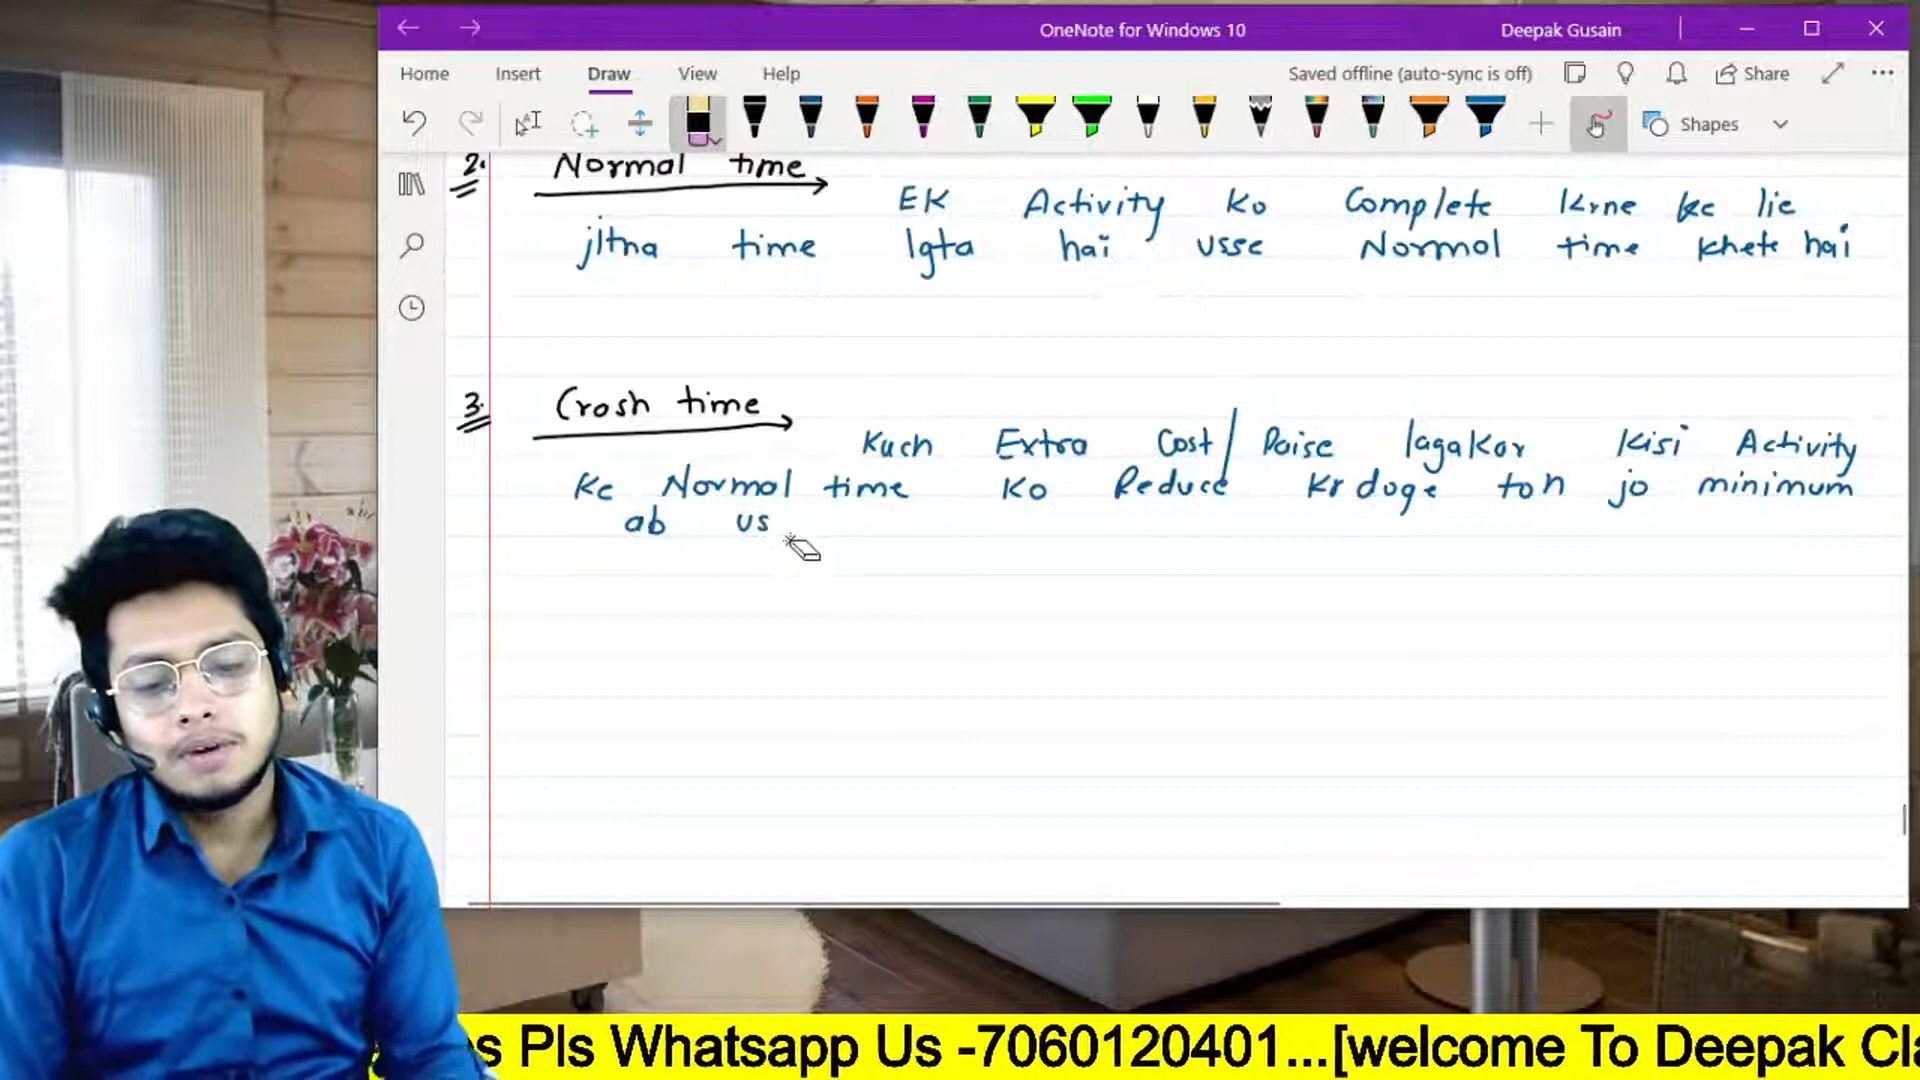 OneNote for Windows 10
Deepak Gusain
Home Insert Draw View Help
Saved offline (auto-sync is off)
Share
Shapes
2. Normal time
EK Activity Ko Complete Krne ke lie
jitna time lgta hai usse Normal time khete hai
3. Crash time
Kuch Extra Cost / Paise lagakar Kisi Activity
Ke Normal time Ko Reduce Kr doge toh jo minimum
ab us
es Pls Whatsapp Us -7060120401...[welcome To Deepak Cla